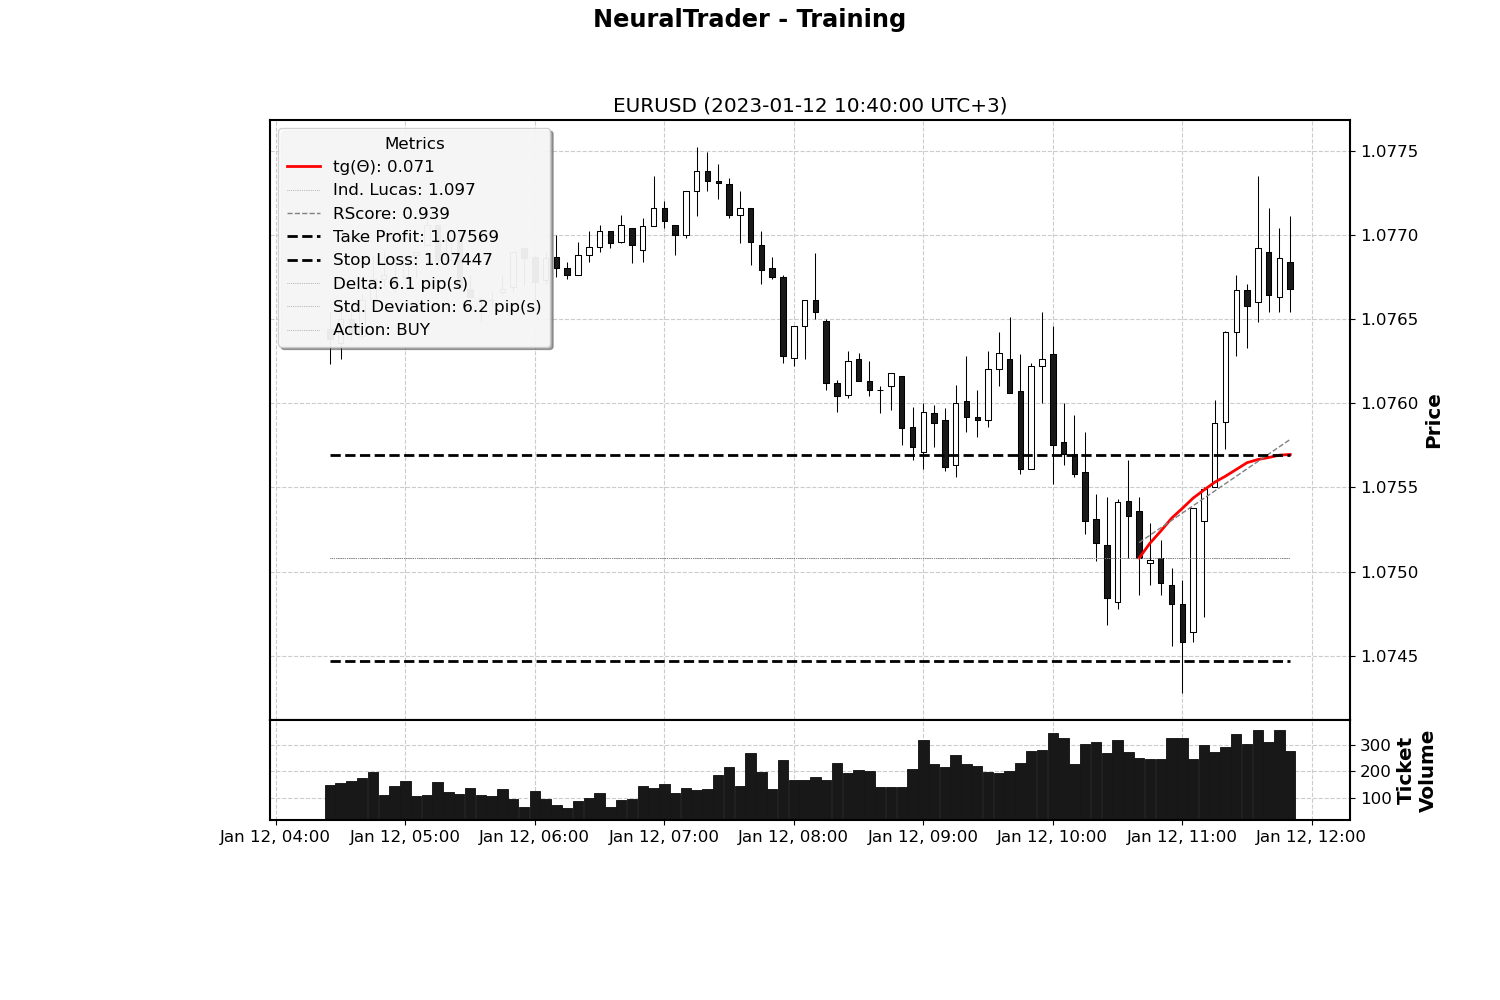 NeuralTrader - Training
EURUSD (2023-01-12 10:40:00 UTC+3)
Metrics
tg(Θ): 0.071
Ind. Lucas: 1.097
RScore: 0.939
Take Profit: 1.07569
Stop Loss: 1.07447
Delta: 6.1 pip(s)
Std. Deviation: 6.2 pip(s)
Action: BUY
1.0775
1.0770
1.0765
1.0760
1.0755
1.0750
1.0745
Price
300
200
100
Ticket
Volume
Jan 12, 04:00
Jan 12, 05:00
Jan 12, 06:00
Jan 12, 07:00
Jan 12, 08:00
Jan 12, 09:00
Jan 12, 10:00
Jan 12, 11:00
Jan 12, 12:00